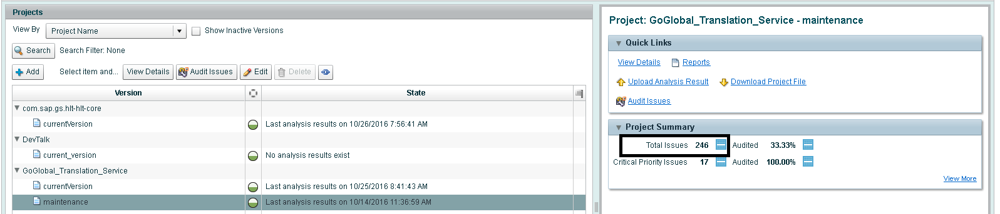 Projects
View By Project Name Show Inactive Versions
Search Search Filter: None
Add Select item and... View Details Audit Issues Edit Delete
Version State
com.sap.gs.hlt-hlt-core
currentVersion Last analysis results on 10/26/2016 7:56:41 AM
DevTalk
current_version No analysis results exist
GoGlobal_Translation_Service
currentVersion Last analysis results on 10/25/2016 8:41:43 AM
maintenance Last analysis results on 10/14/2016 11:36:59 AM
Project: GoGlobal_Translation_Service - maintenance
Quick Links
View Details Reports
Upload Analysis Result Download Project File
Audit Issues
Project Summary
Total Issues 246 Audited 33.33%
Critical Priority Issues 17 Audited 100.00%
View More